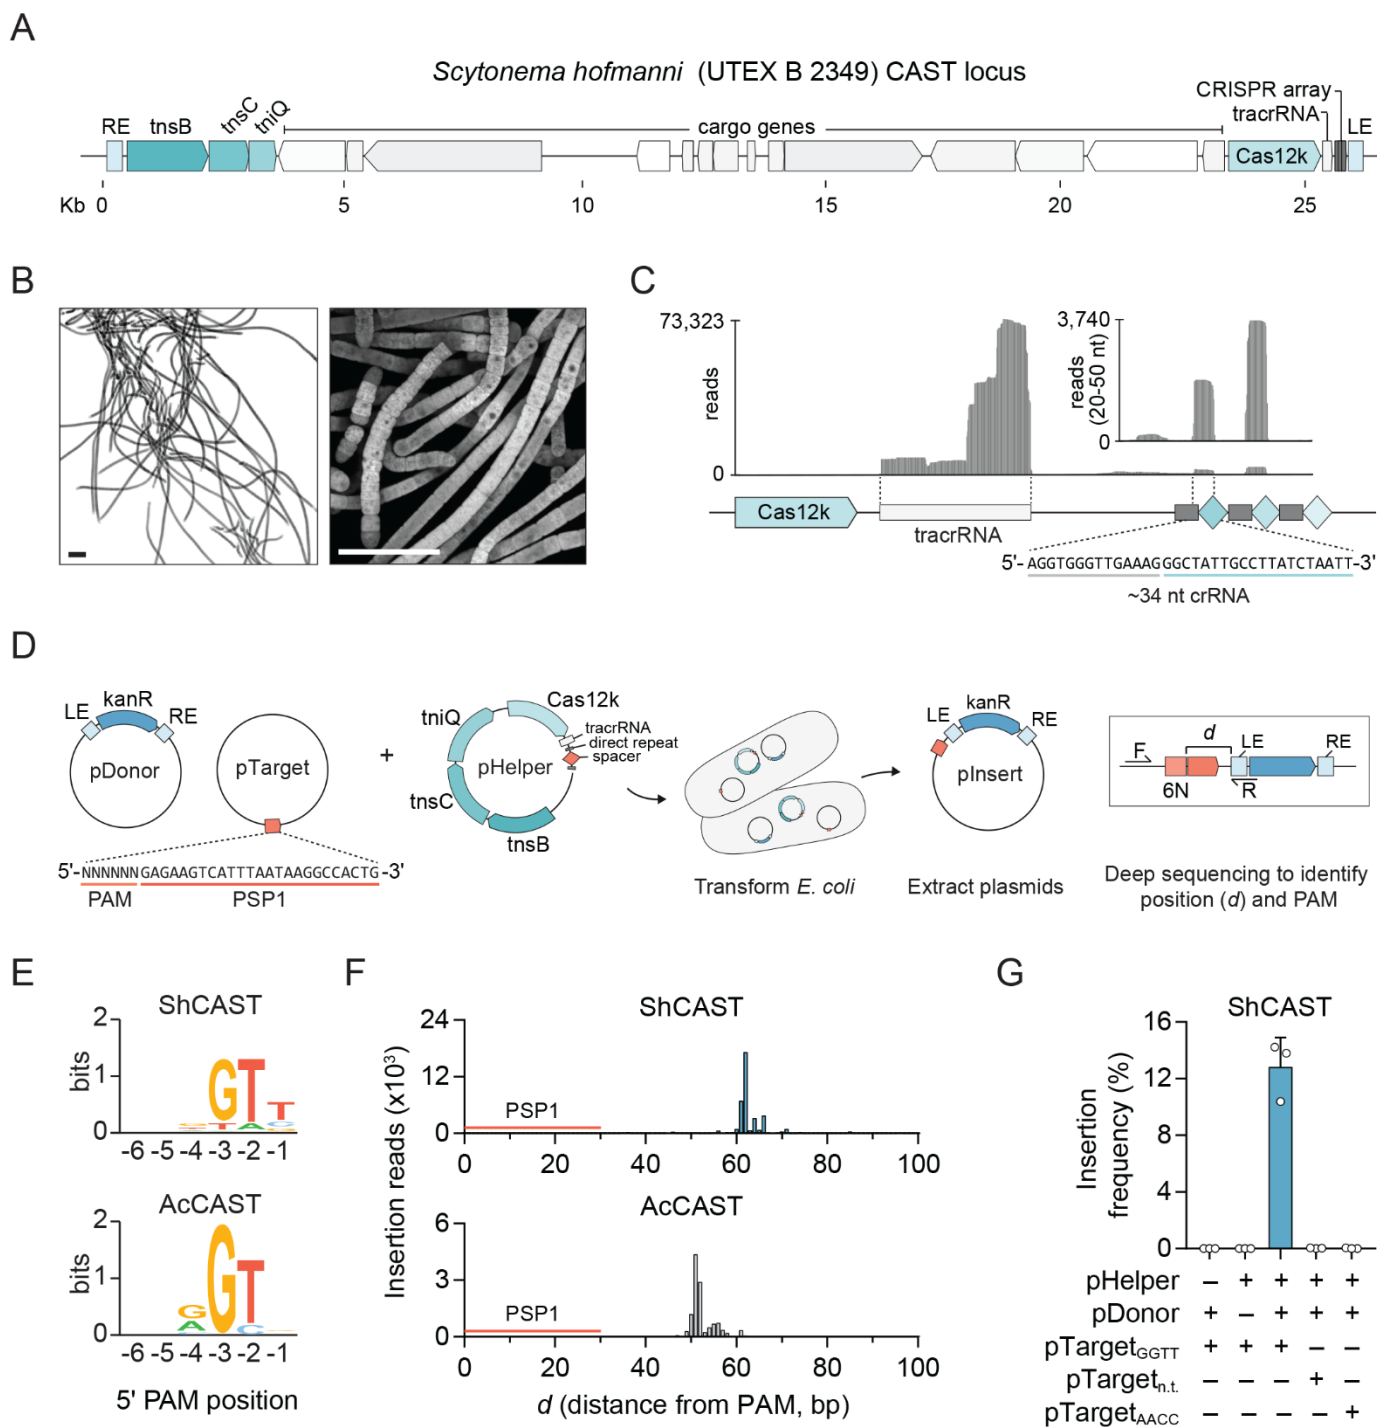 A
Scytonema hofmanni (UTEX B 2349) CAST locus
RE tnsB tnsC tniQ cargo genes CRISPR array
tracrRNA LE
Cas12k
Kb 0 5 10 15 20 25
B
C
73,323
reads
0
3,740
reads
(20-50 nt)
0
Cas12k
tracrRNA
5'-AGGTGGGTTGAAAGGGCTATTGCCTTATCTAATT-3'
~34 nt crRNA
D
LE kanR RE
pDonor
pTarget
+
tniQ Cas12k
tracrRNA
direct repeat
spacer
pHelper
tnsC
tnsB
5'-NNNNNNGAGAAGTCATTTAATAAGGCCACTG-3'
PAM PSP1
Transform E. coli
LE kanR RE
pInsert
Extract plasmids
F d LE RE
6N R
Deep sequencing to identify
position (d) and PAM
E
ShCAST
2
bits 1
0
G T T
T A C
-6 -5 -4 -3 -2 -1
AcCAST
2
bits 1
0
G G T
A C
-6 -5 -4 -3 -2 -1
5' PAM position
F
ShCAST
Insertion reads (x10³)
24
12
0
PSP1
0 20 40 60 80 100
AcCAST
6
3
0
PSP1
0 20 40 60 80 100
d (distance from PAM, bp)
G
ShCAST
Insertion
frequency (%)
16
12
8
4
0
pHelper – + + + +
pDonor + – + + +
pTargetGGTT + + + – –
pTargetn.t. – – – + –
pTargetAACC – – – – +